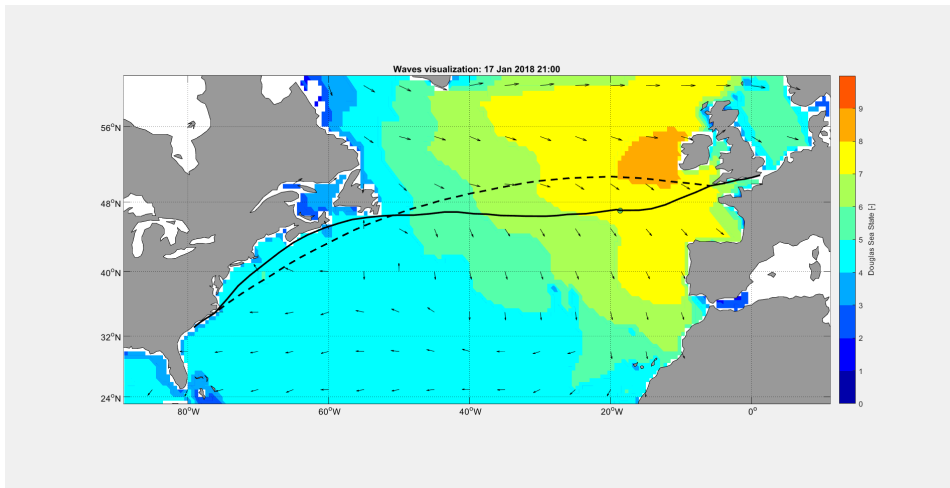 Waves visualization: 17 Jan 2018 21:00
56°N
48°N
40°N
32°N
24°N
80°W
60°W
40°W
20°W
0°
9
8
7
6
5
4
3
2
1
0
Douglas Sea State [-]